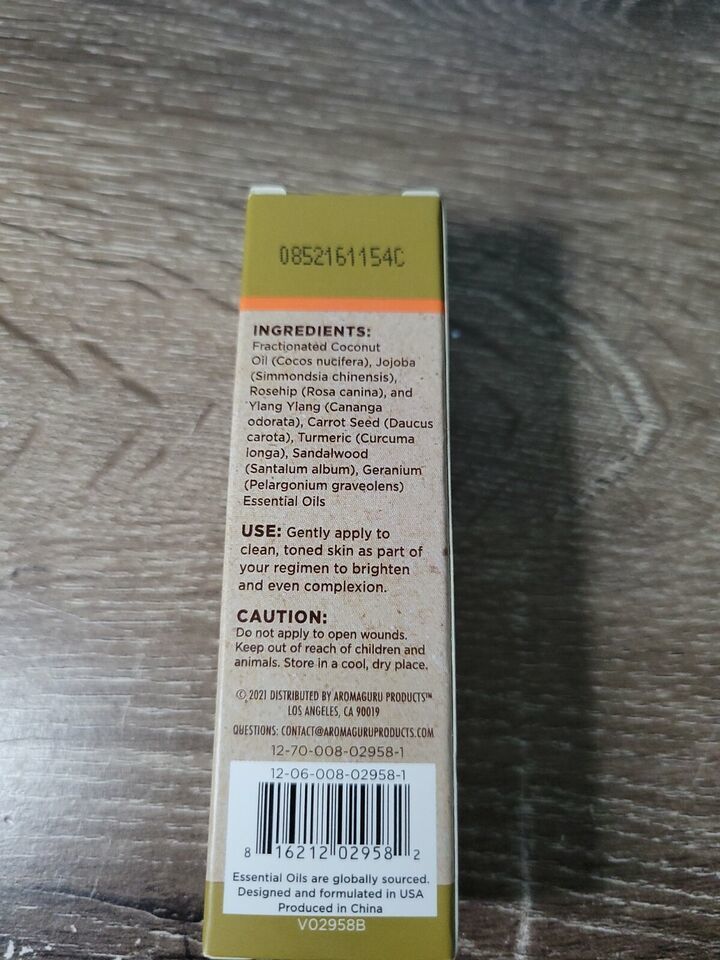 0852161154C
INGREDIENTS:
Fractionated Coconut
Oil (Cocos nucifera), Jojoba
(Simmondsia chinensis),
Rosehip (Rosa canina), and
Ylang Ylang (Cananga
odorata), Carrot Seed (Daucus
carota), Turmeric (Curcuma
longa), Sandalwood
(Santalum album), Geranium
(Pelargonium graveolens)
Essential Oils
USE: Gently apply to
clean, toned skin as part of
your regimen to brighten
and even complexion.
CAUTION:
Do not apply to open wounds.
Keep out of reach of children and
animals. Store in a cool, dry place.
© 2021 DISTRIBUTED BY AROMAGURU PRODUCTS™
LOS ANGELES, CA 90019
QUESTIONS: CONTACT@AROMAGURUPRODUCTS.COM
12-70-008-02958-1
12-06-008-02958-1
8 16212 02958 2
Essential Oils are globally sourced.
Designed and formulated in USA
Produced in China
V02958B